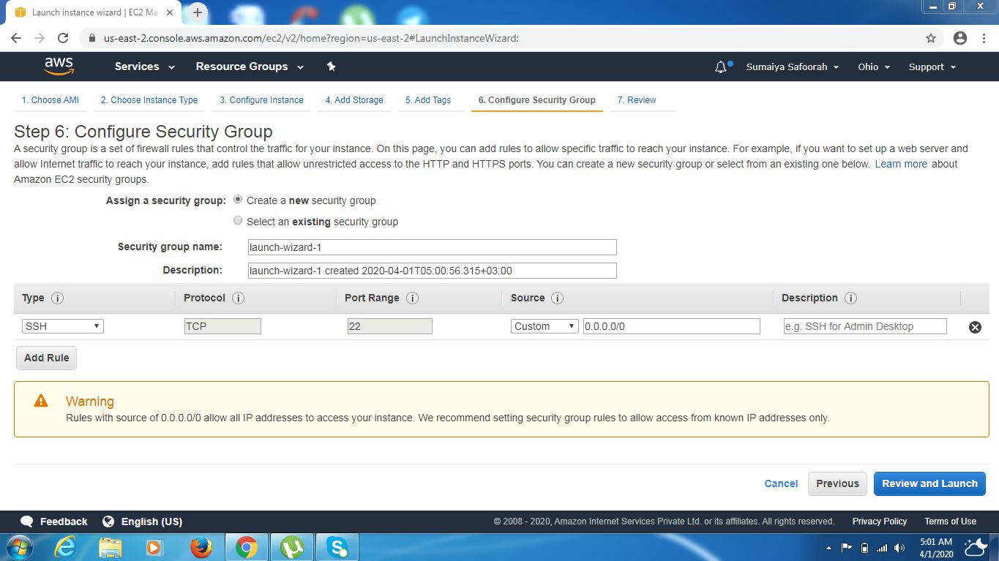 Launch instance wizard | EC2 Ma
us-east-2.console.aws.amazon.com/ec2/v2/home?region=us-east-2#LaunchInstanceWizard:
aws Services Resource Groups Sumaiya Safoorah Ohio Support
1. Choose AMI 2. Choose Instance Type 3. Configure Instance 4. Add Storage 5. Add Tags 6. Configure Security Group 7. Review
Step 6: Configure Security Group
A security group is a set of firewall rules that control the traffic for your instance. On this page, you can add rules to allow specific traffic to reach your instance. For example, if you want to set up a web server and
allow Internet traffic to reach your instance, add rules that allow unrestricted access to the HTTP and HTTPS ports. You can create a new security group or select from an existing one below. Learn more about
Amazon EC2 security groups.
Assign a security group: Create a new security group
Select an existing security group
Security group name: launch-wizard-1
Description: launch-wizard-1 created 2020-04-01T05:00:56.315+03:00
Type i Protocol i Port Range i Source i Description i
SSH TCP 22 Custom 0.0.0.0/0 e.g. SSH for Admin Desktop
Add Rule
Warning
Rules with source of 0.0.0.0/0 allow all IP addresses to access your instance. We recommend setting security group rules to allow access from known IP addresses only.
Cancel Previous Review and Launch
Feedback English (US) © 2008 - 2020, Amazon Internet Services Private Ltd. or its affiliates. All rights reserved. Privacy Policy Terms of Use
5:01 AM
4/1/2020